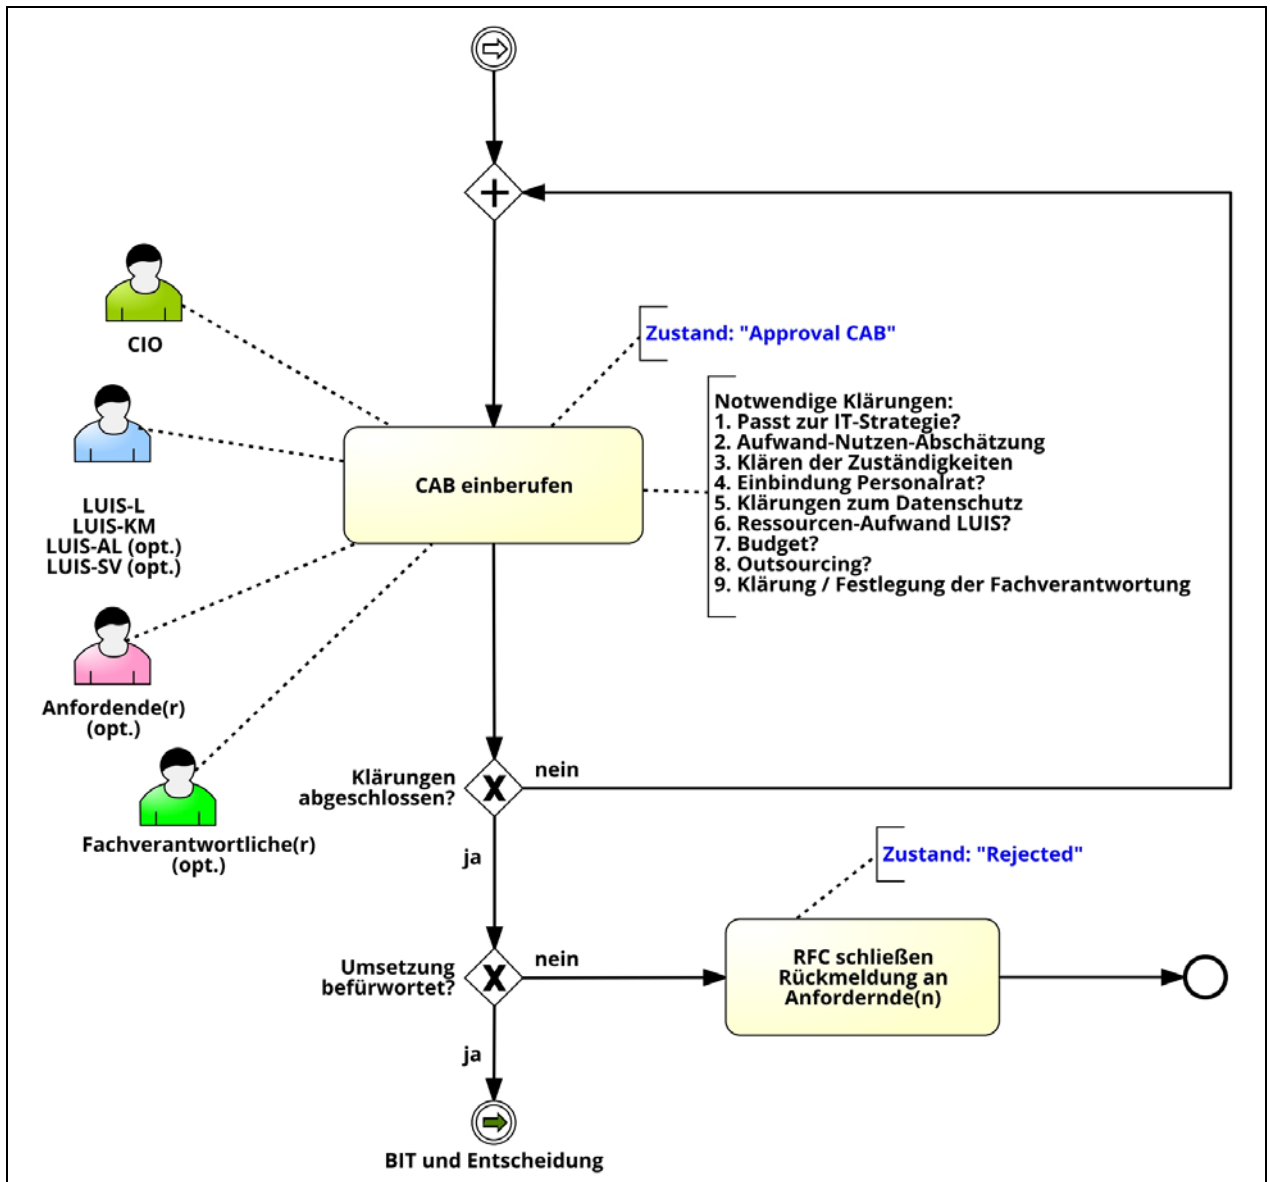 CIO
Zustand: "Approval CAB"
Notwendige Klärungen:
1. Passt zur IT-Strategie?
2. Aufwand-Nutzen-Abschätzung
3. Klären der Zuständigkeiten
4. Einbindung Personalrat?
5. Klärungen zum Datenschutz
6. Ressourcen-Aufwand LUIS?
7. Budget?
8. Outsourcing?
9. Klärung / Festlegung der Fachverantwortung
CAB einberufen
LUIS-L
LUIS-KM
LUIS-AL (opt.)
LUIS-SV (opt.)
Anfordende(r)
(opt.)
Fachverantwortliche(r)
(opt.)
Klärungen
abgeschlossen?
nein
ja
Zustand: "Rejected"
Umsetzung
befürwortet?
nein
RFC schließen
Rückmeldung an
Anfordernde(n)
ja
BIT und Entscheidung